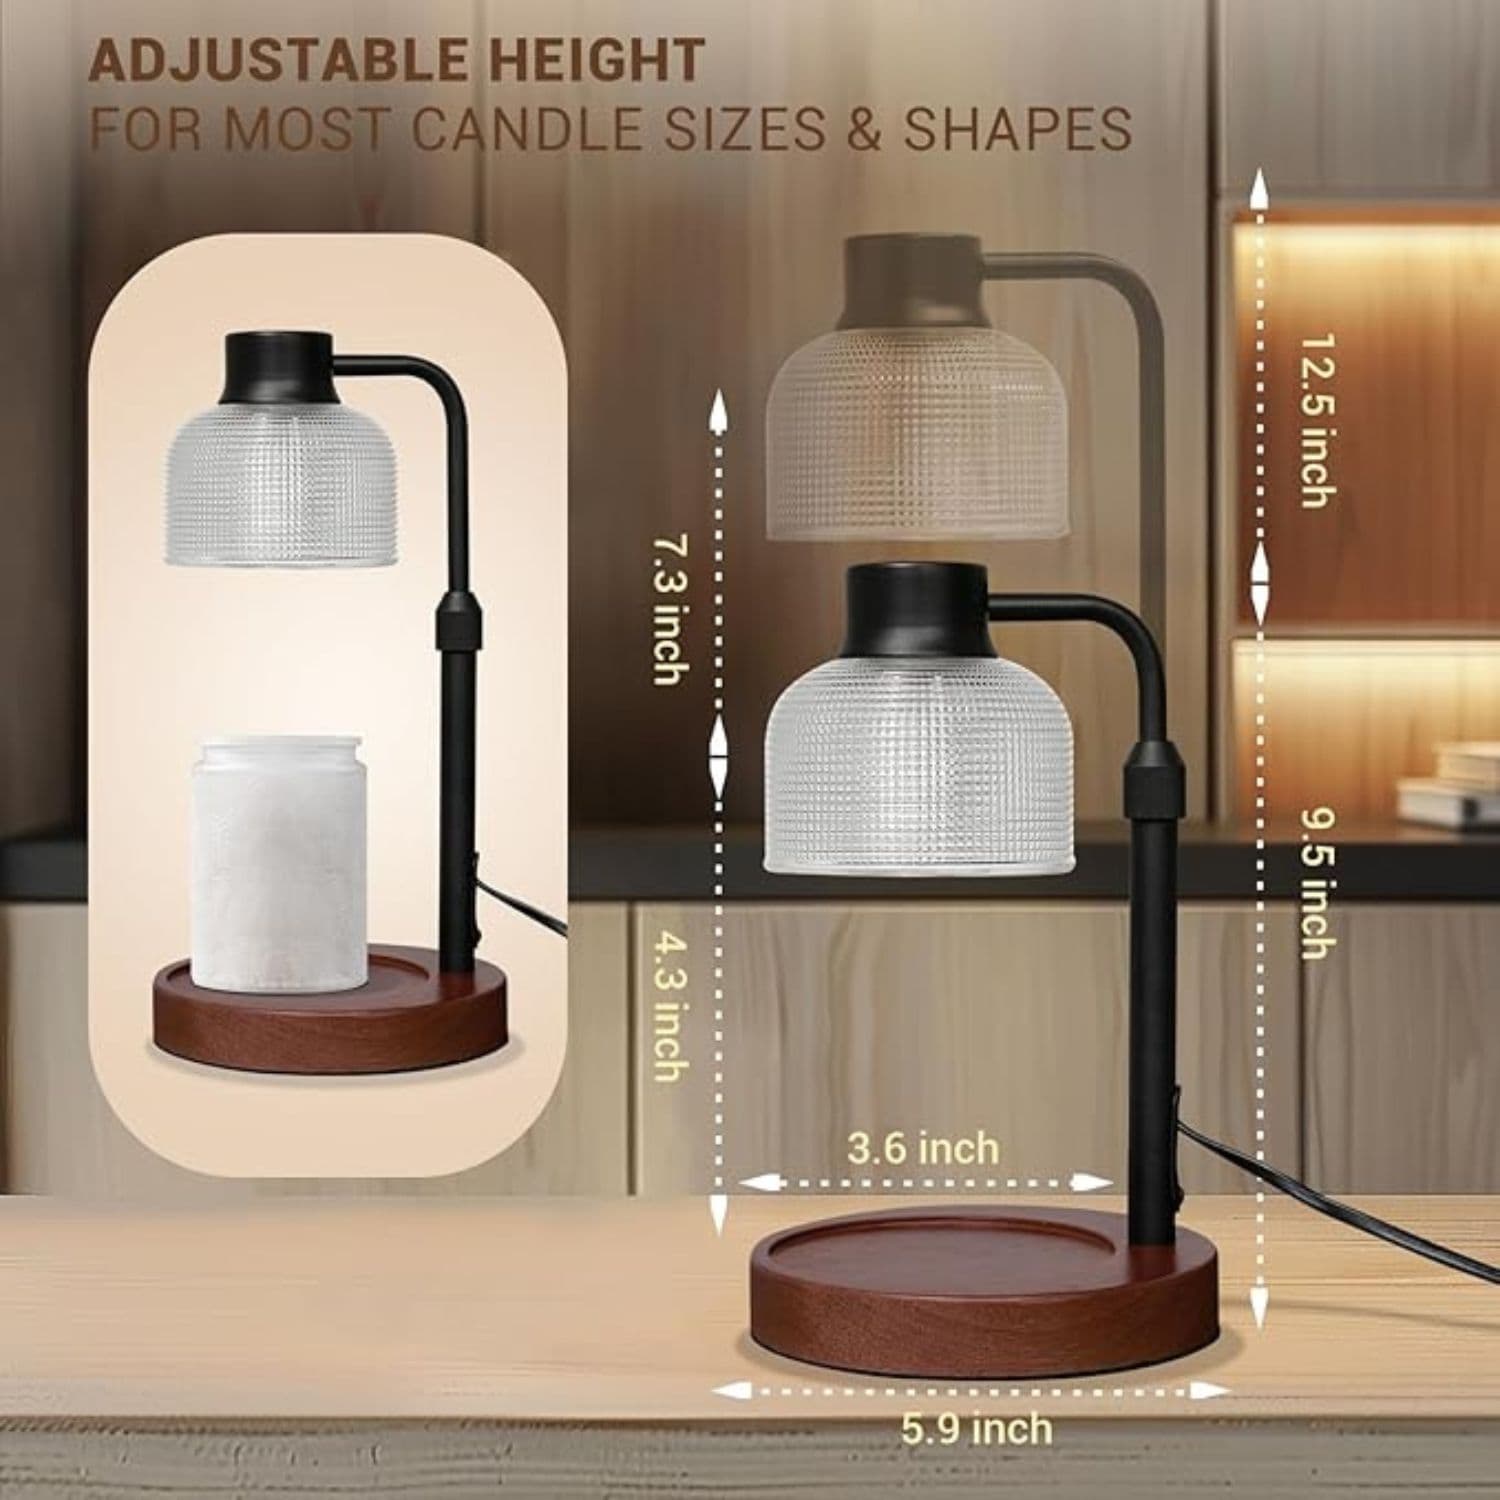 ADJUSTABLE HEIGHT
FOR MOST CANDLE SIZES & SHAPES
12.5 inch
7.3 inch
9.5 inch
4.3 inch
3.6 inch
5.9 inch